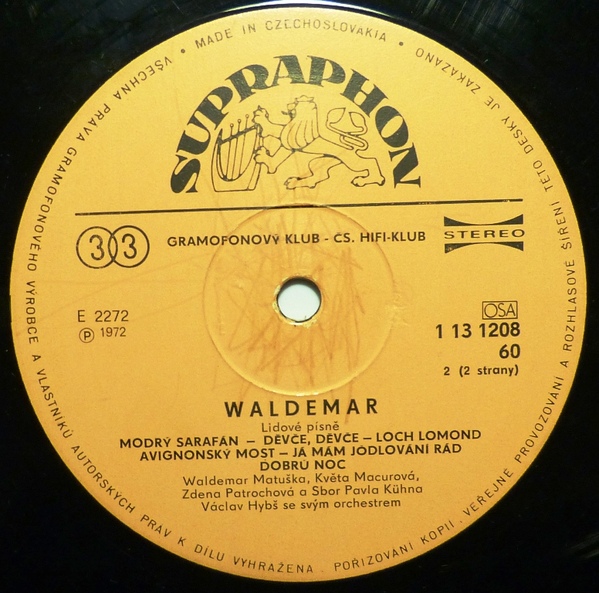 VŠECHNA PRÁVA GRAMOFONOVÉHO VÝROBCE A VLASTNÍKŮ AUTORSKÝCH PRÁV K DÍLU VYHRAŽENA . POŘIZOVÁNÍ KOPIÍ . VEŘEJNÉ PROVOZOVÁNÍ A ROZHLASOVÉ ŠÍŘENÍ TÉTO DESKY JE ZAKÁZÁNO
• MADE IN CZECHOSLOVAKIA •
SUPRAPHON
33
GRAMOFONOVÝ KLUB - ČS. HIFI-KLUB
STEREO
E 2272
Ⓟ 1972
OSA
1 13 1208
60
2 (2 strany)
WALDEMAR
Lidové písně
MODRÝ SARAFÁN – DĚVČE, DĚVČE – LOCH LOMOND
AVIGNONSKÝ MOST – JÁ MÁM JÓDLOVÁNÍ RÁD
DOBRÚ NOC
Waldemar Matuška, Květa Macurová,
Zdena Patrochová a Sbor Pavla Kühna
Václav Hybš se svým orchestrem